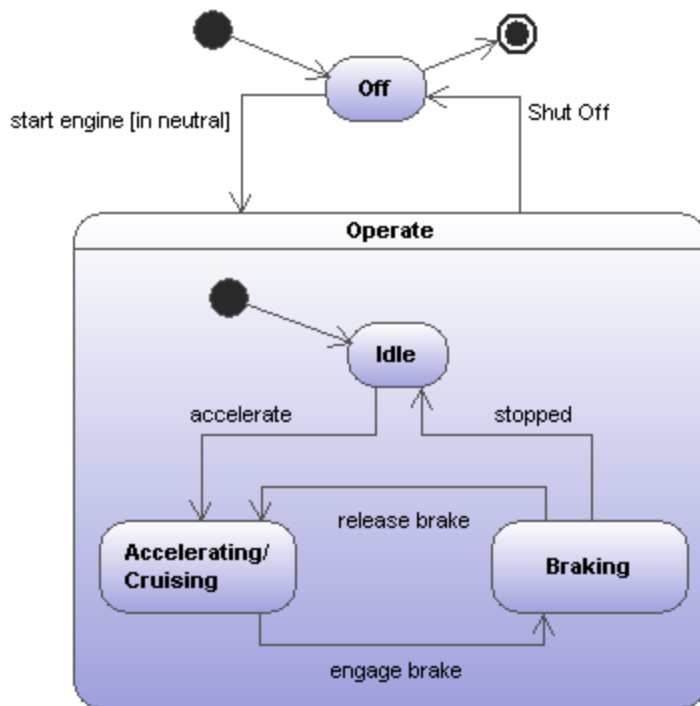 Off
start engine [in neutral]
Shut Off
Operate
Idle
accelerate
stopped
release brake
Accelerating/
Cruising
Braking
engage brake